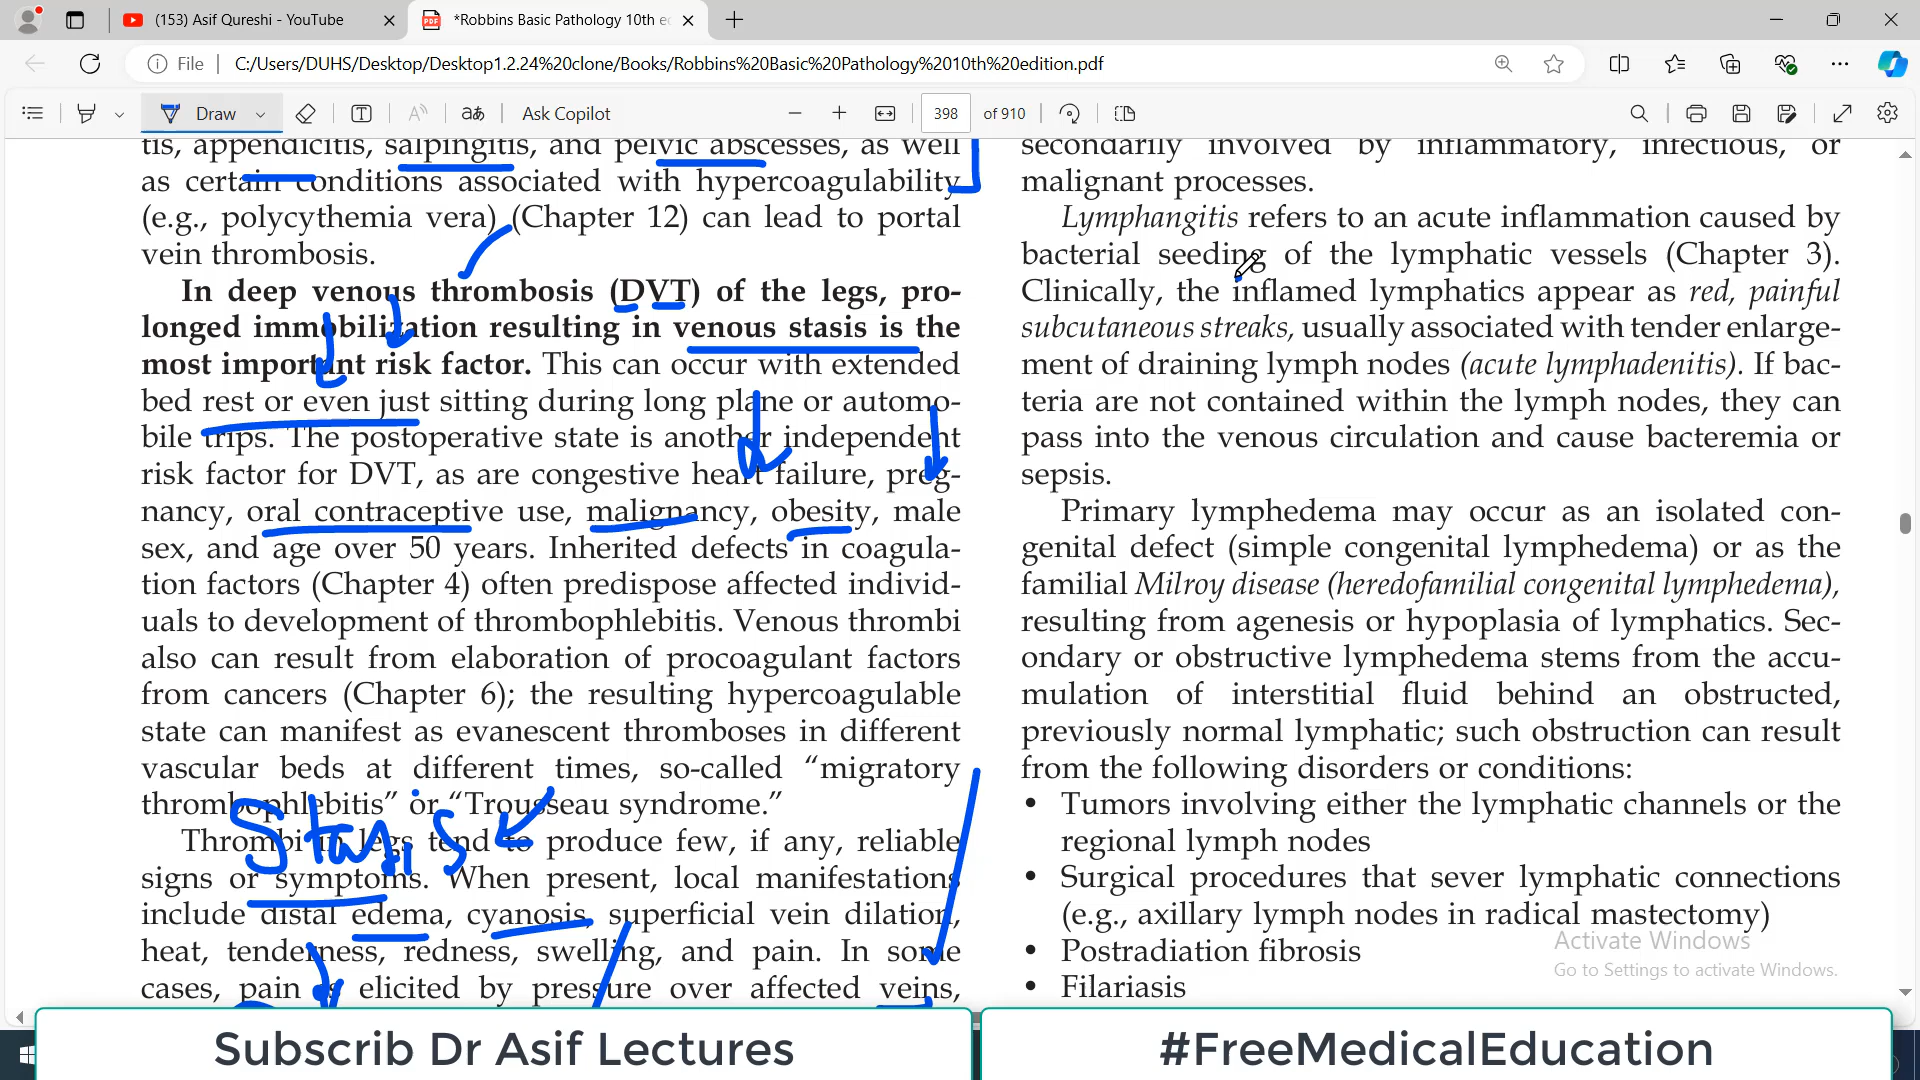 (153) Asif Qureshi - YouTube
*Robbins Basic Pathology 10th e
File
C:/Users/DUHS/Desktop/Desktop1.2.24%20clone/Books/Robbins%20Basic%20Pathology%2010th%20edition.pdf
Draw
Ask Copilot
398 of 910
tis, appendicitis, salpingitis, and pelvic abscesses, as well
as certain conditions associated with hypercoagulability
(e.g., polycythemia vera) (Chapter 12) can lead to portal
vein thrombosis.
In deep venous thrombosis (DVT) of the legs, pro-
longed immobilization resulting in venous stasis is the
most important risk factor. This can occur with extended
bed rest or even just sitting during long plane or automo-
bile trips. The postoperative state is another independent
risk factor for DVT, as are congestive heart failure, preg-
nancy, oral contraceptive use, malignancy, obesity, male
sex, and age over 50 years. Inherited defects in coagula-
tion factors (Chapter 4) often predispose affected individ-
uals to development of thrombophlebitis. Venous thrombi
also can result from elaboration of procoagulant factors
from cancers (Chapter 6); the resulting hypercoagulable
state can manifest as evanescent thromboses in different
vascular beds at different times, so-called “migratory
thrombophlebitis” or “Trousseau syndrome.”
Stasis
Thrombi in legs tend to produce few, if any, reliable
signs or symptoms. When present, local manifestations
include distal edema, cyanosis, superficial vein dilation,
heat, tenderness, redness, swelling, and pain. In some
cases, pain is elicited by pressure over affected veins,
secondarily involved by inflammatory, infectious, or
malignant processes.
Lymphangitis refers to an acute inflammation caused by
bacterial seeding of the lymphatic vessels (Chapter 3).
Clinically, the inflamed lymphatics appear as red, painful
subcutaneous streaks, usually associated with tender enlarge-
ment of draining lymph nodes (acute lymphadenitis). If bac-
teria are not contained within the lymph nodes, they can
pass into the venous circulation and cause bacteremia or
sepsis.
Primary lymphedema may occur as an isolated con-
genital defect (simple congenital lymphedema) or as the
familial Milroy disease (heredofamilial congenital lymphedema),
resulting from agenesis or hypoplasia of lymphatics. Sec-
ondary or obstructive lymphedema stems from the accu-
mulation of interstitial fluid behind an obstructed,
previously normal lymphatic; such obstruction can result
from the following disorders or conditions:
• Tumors involving either the lymphatic channels or the
regional lymph nodes
• Surgical procedures that sever lymphatic connections
(e.g., axillary lymph nodes in radical mastectomy)
• Postradiation fibrosis
• Filariasis
Activate Windows
Go to Settings to activate Windows.
Subscrib Dr Asif Lectures
#FreeMedicalEducation